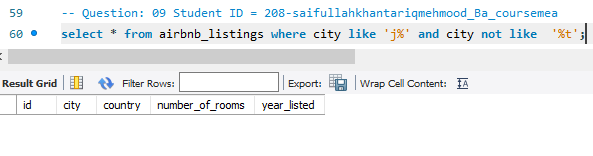 59 -- Question: 09 Student ID = 208-saifullahkhantariqmehmood_Ba_coursemea
60 select * from airbnb_listings where city like 'j%' and city not like '%t';
Result Grid Filter Rows: Export: Wrap Cell Content:
id city country number_of_rooms year_listed